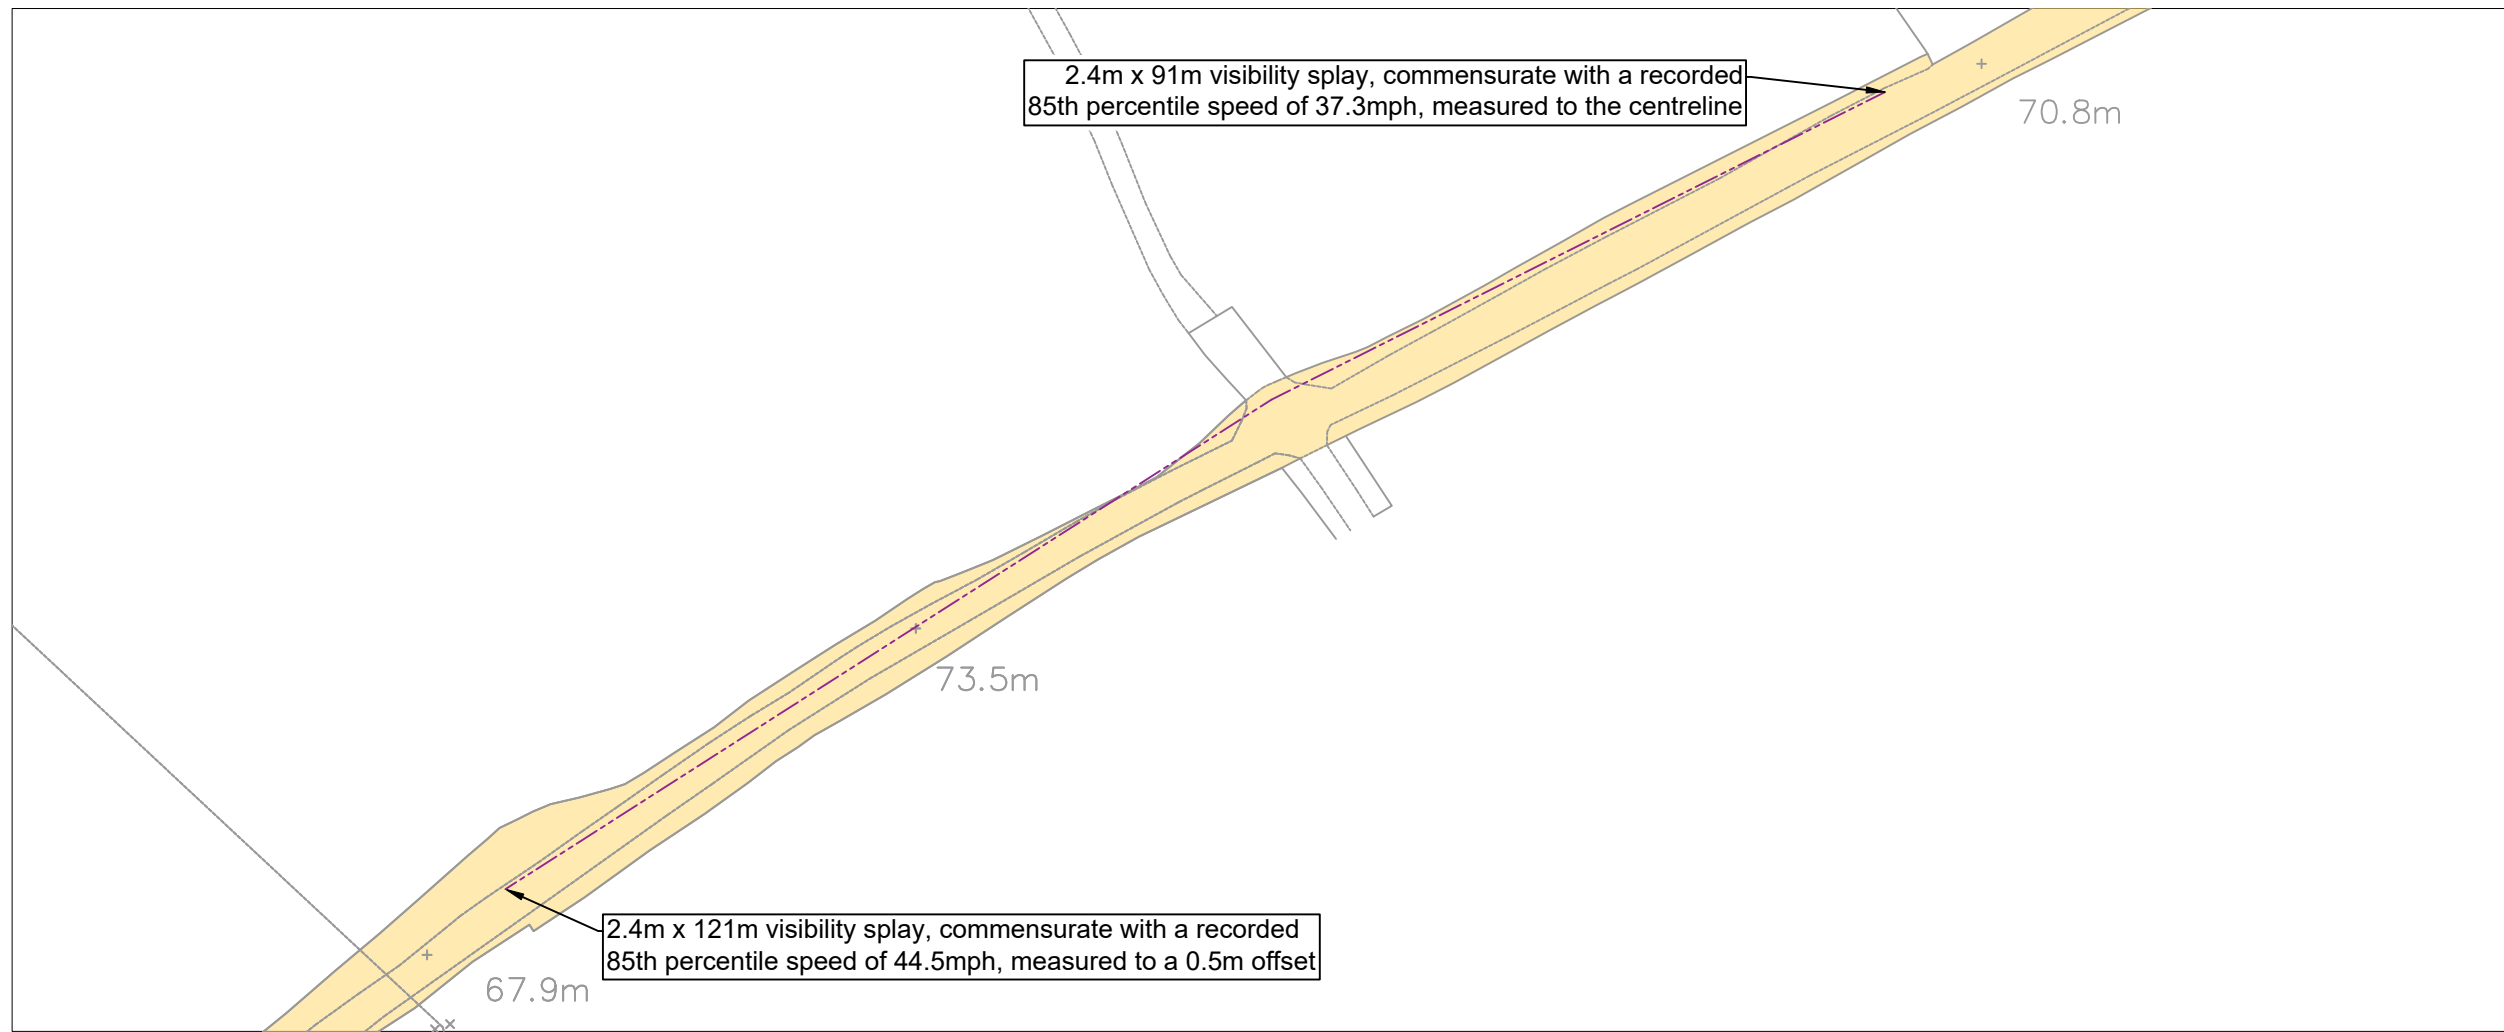 2.4m x 91m visibility splay, commensurate with a recorded
85th percentile speed of 37.3mph, measured to the centreline
70.8m
73.5m
2.4m x 121m visibility splay, commensurate with a recorded
85th percentile speed of 44.5mph, measured to a 0.5m offset
67.9m